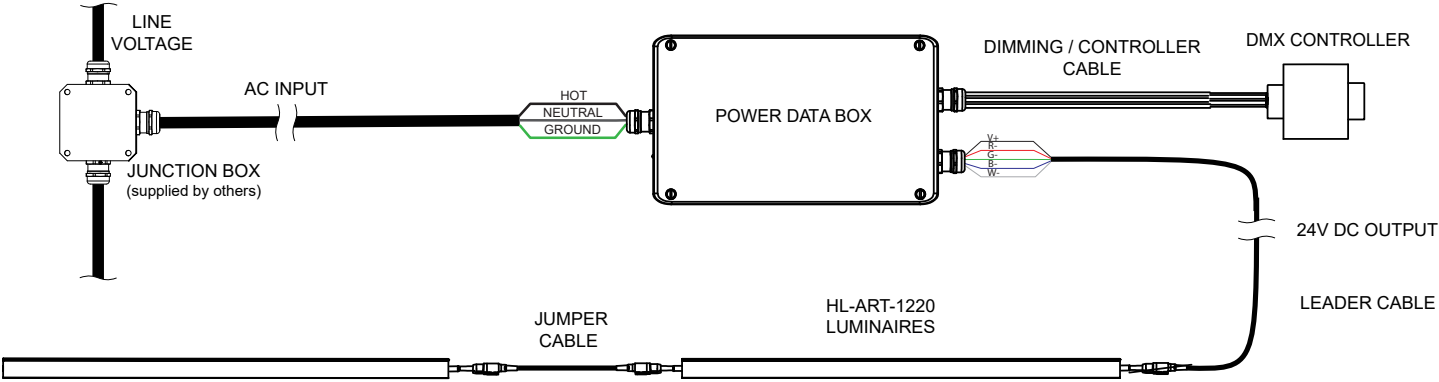 LINE
VOLTAGE
AC INPUT
HOT
NEUTRAL
GROUND
JUNCTION BOX
(supplied by others)
POWER DATA BOX
DIMMING / CONTROLLER
CABLE
DMX CONTROLLER
V+
R-
G-
B-
W-
24V DC OUTPUT
LEADER CABLE
HL-ART-1220
LUMINAIRES
JUMPER
CABLE